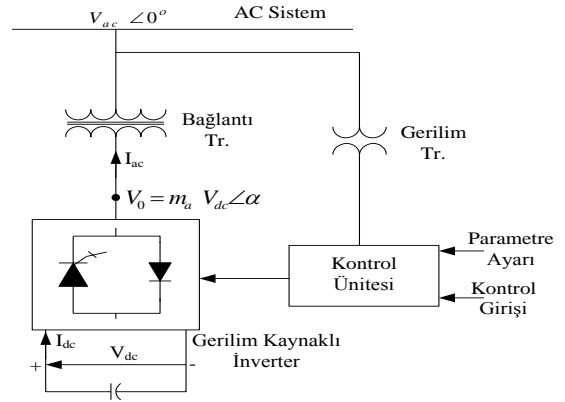 V_ac ∠0° AC Sistem
Bağlantı
Tr.
Gerilim
Tr.
I_ac
V_0 = m_a V_dc∠α
Kontrol
Ünitesi
Parametre
Ayarı
Kontrol
Girişi
I_dc
V_dc
+ -
Gerilim Kaynaklı
İnverter